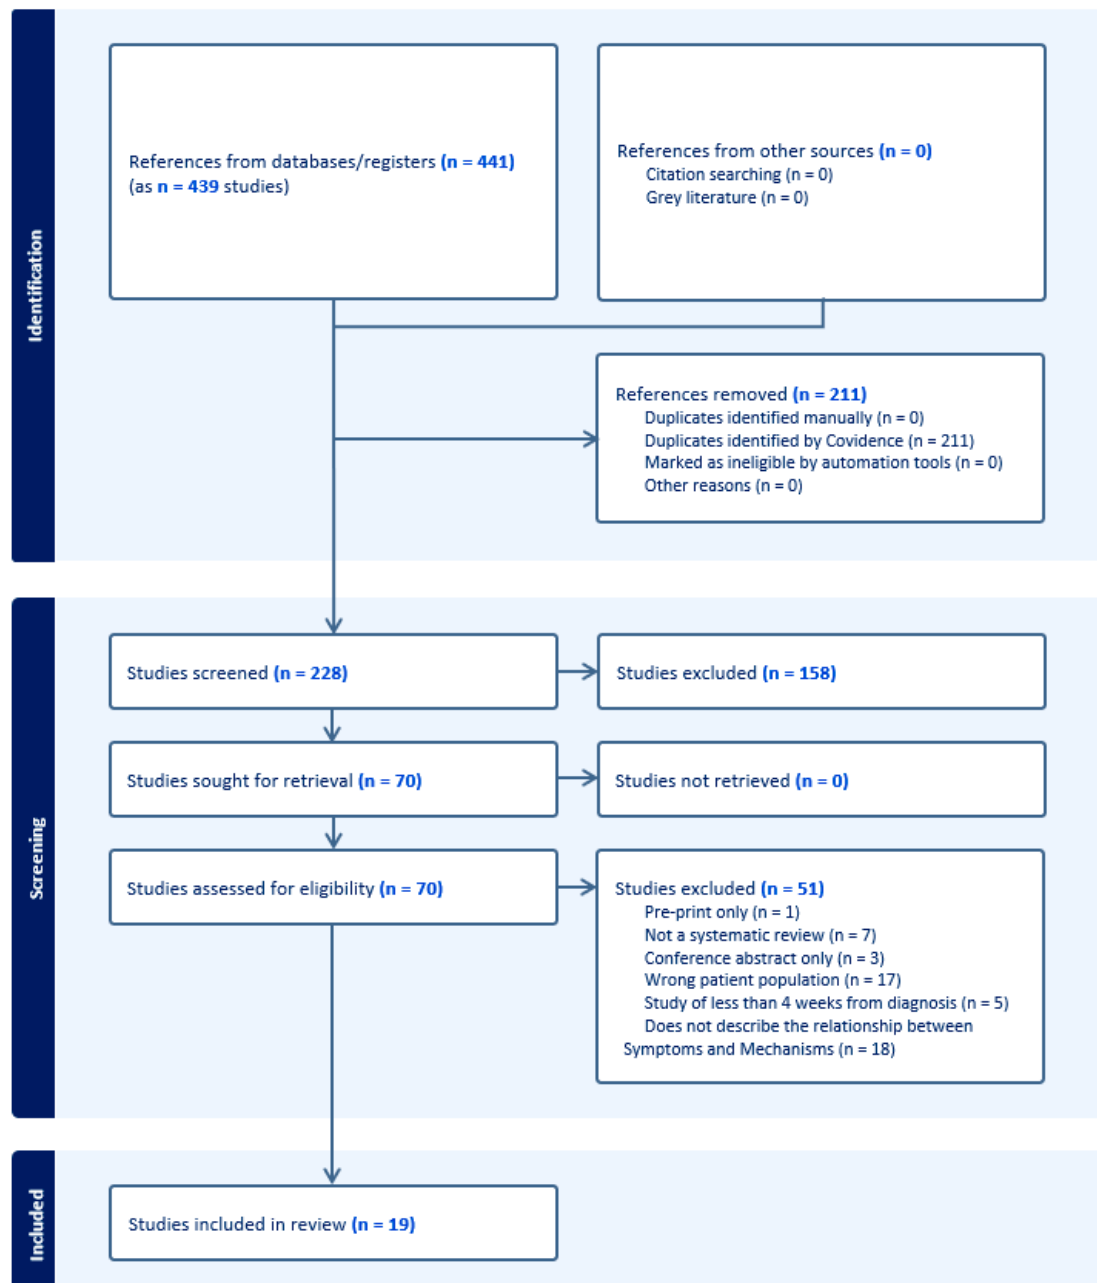 Identification
References from databases/registers (n = 441)
(as n = 439 studies)
References from other sources (n = 0)
Citation searching (n = 0)
Grey literature (n = 0)
References removed (n = 211)
Duplicates identified manually (n = 0)
Duplicates identified by Covidence (n = 211)
Marked as ineligible by automation tools (n = 0)
Other reasons (n = 0)
Screening
Studies screened (n = 228)
Studies excluded (n = 158)
Studies sought for retrieval (n = 70)
Studies not retrieved (n = 0)
Studies assessed for eligibility (n = 70)
Studies excluded (n = 51)
Pre-print only (n = 1)
Not a systematic review (n = 7)
Conference abstract only (n = 3)
Wrong patient population (n = 17)
Study of less than 4 weeks from diagnosis (n = 5)
Does not describe the relationship between
Symptoms and Mechanisms (n = 18)
Included
Studies included in review (n = 19)